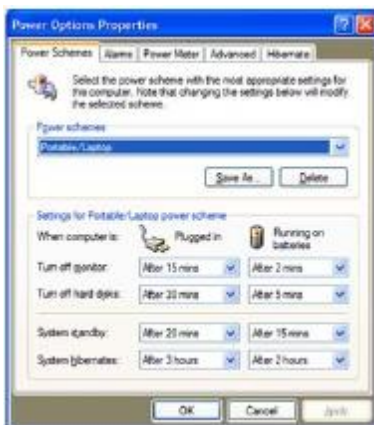 Power Options Properties
Power Schemes Alarms Power Meter Advanced Hibernate
Select the power scheme with the most appropriate settings for
this computer. Note that changing the settings below will modify
the selected scheme.
Power schemes
Portable/Laptop
Save As... Delete
Settings for Portable/Laptop power scheme
When computer is: Plugged in Running on
batteries
Turn off monitor: After 15 mins After 2 mins
Turn off hard disks: After 20 mins After 5 mins
System standby: After 20 mins After 15 mins
System hibernates: After 3 hours After 2 hours
OK Cancel Apply